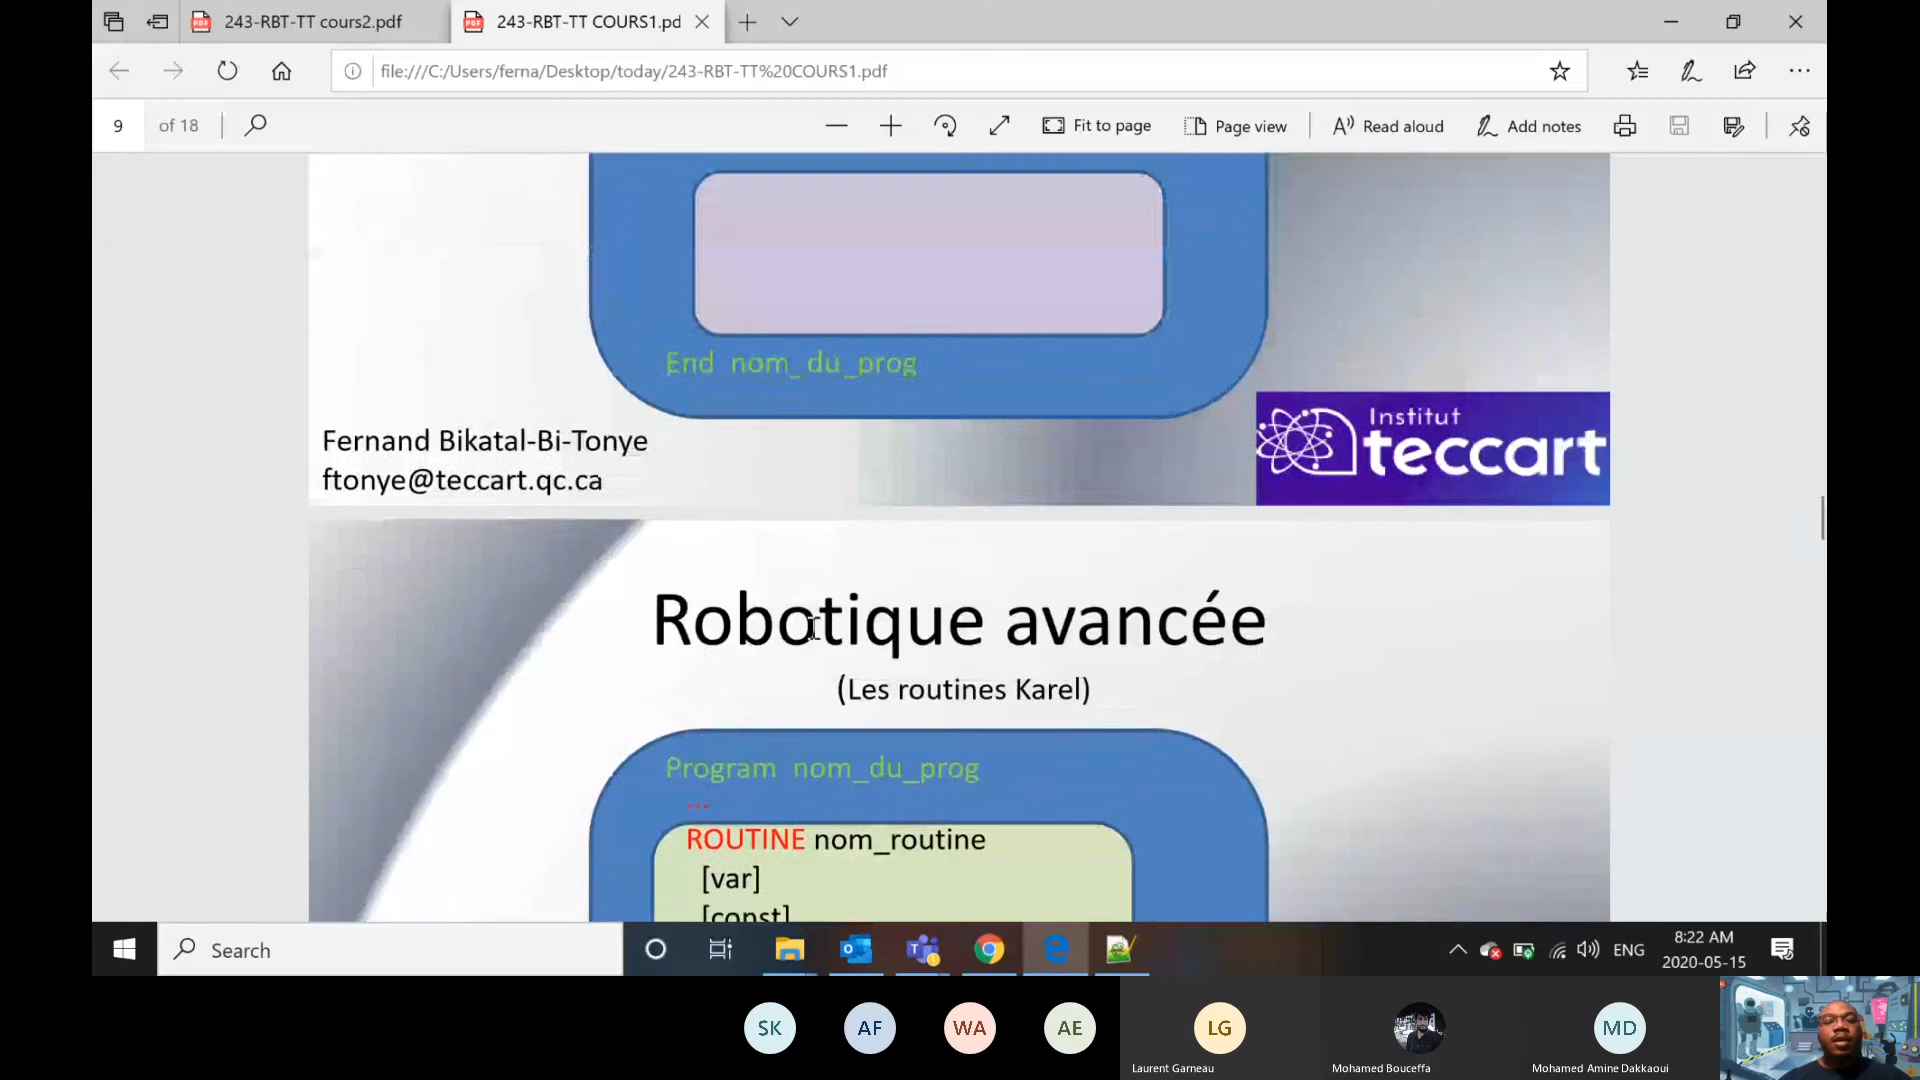 243-RBT-TT cours2.pdf
243-RBT-TT COURS1.pd
file:///C:/Users/ferna/Desktop/today/243-RBT-TT%20COURS1.pdf
9 of 18
Fit to page
Page view
Read aloud
Add notes
End nom_du_prog
Fernand Bikatal-Bi-Tonye
ftonye@teccart.qc.ca
Institut
teccart
Robotique avancée
(Les routines Karel)
Program nom_du_prog
...
ROUTINE nom_routine
[var]
[const]
Search
ENG
8:22 AM
2020-05-15
SK
AF
WA
AE
LG
MD
Laurent Garneau
Mohamed Bouceffa
Mohamed Amine Dakkaoui